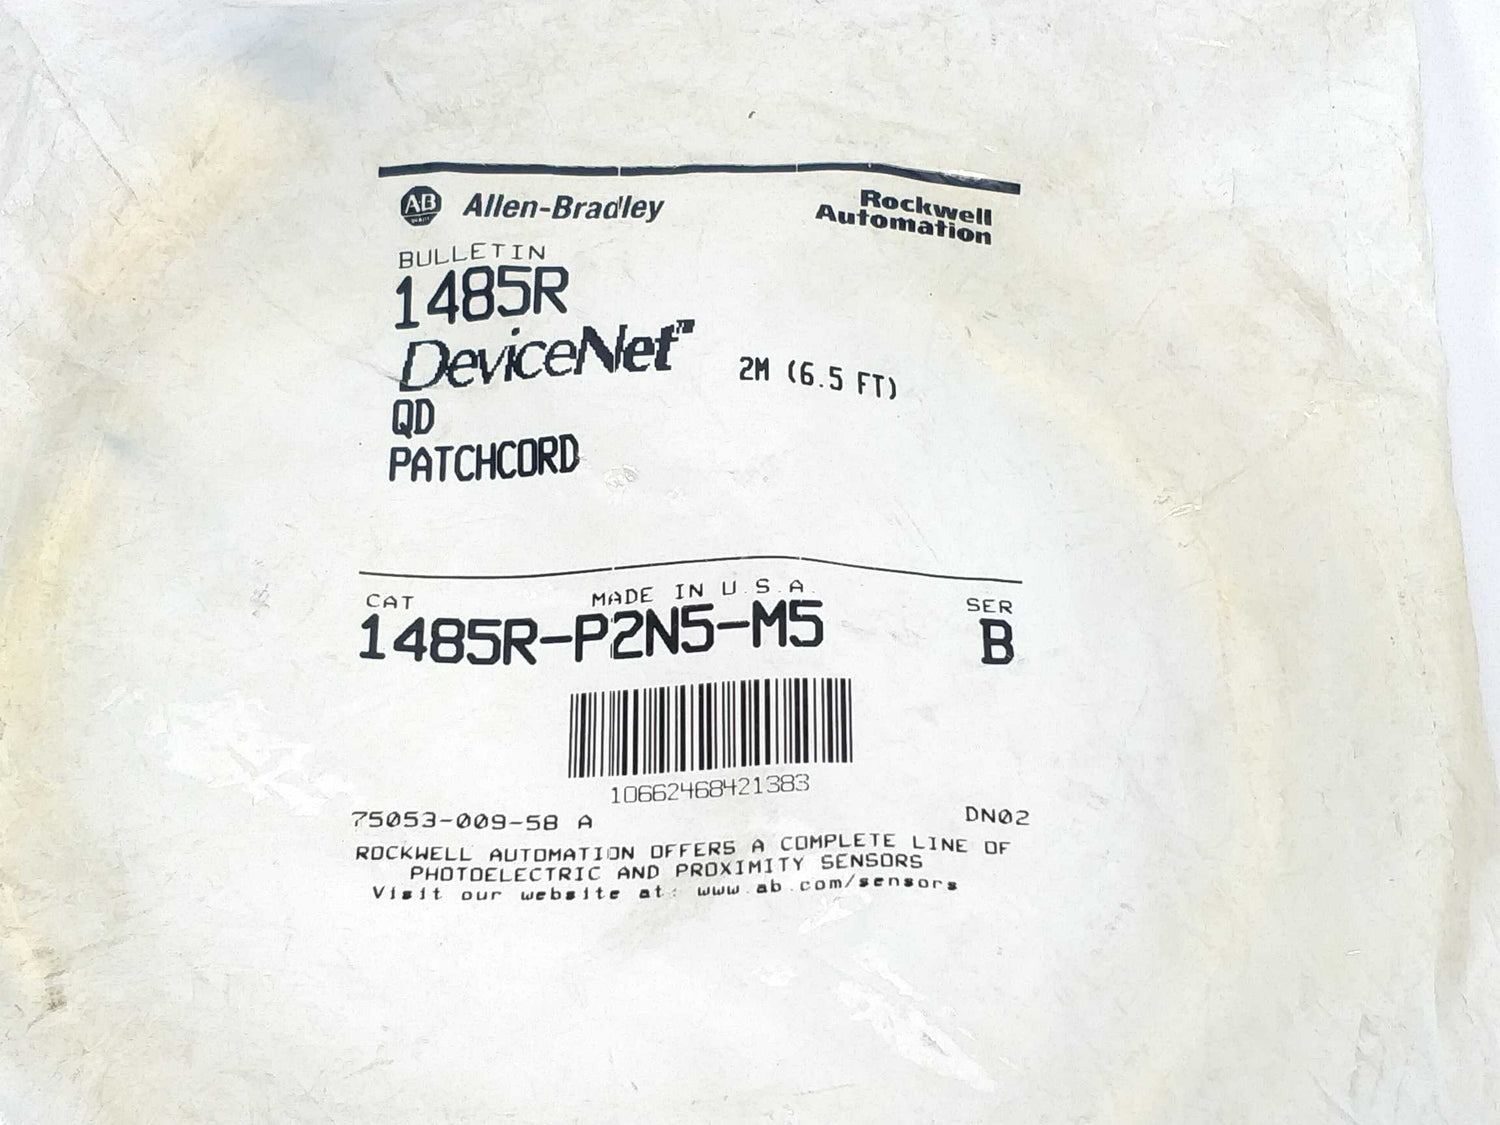 AB
Allen-Bradley
Rockwell
Automation
BULLETIN
1485R
DeviceNet™
2M (6.5 FT)
QD
PATCHCORD
CAT
MADE IN U.S.A.
SER
1485R-P2N5-M5
B
10662468421383
75053-009-58 A
DN02
ROCKWELL AUTOMATION OFFERS A COMPLETE LINE OF
PHOTOELECTRIC AND PROXIMITY SENSORS
Visit our website at: www.ab.com/sensors